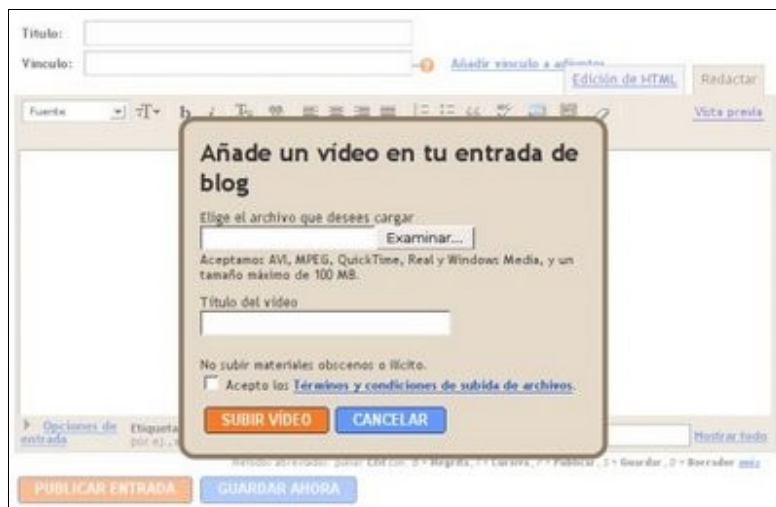 Título:
Vínculo:
Añadir vínculo a adjuntos
Edición de HTML
Redactar
Fuente
Vista previa
Añade un vídeo en tu entrada de
blog
Elige el archivo que desees cargar
Examinar...
Aceptamos AVI, MPEG, QuickTime, Real y Windows Media, y un
tamaño máximo de 100 MB.
Título del vídeo
No subir materiales obscenos o ilícito.
Acepto los Términos y condiciones de subida de archivos.
SUBIR VÍDEO
CANCELAR
Opciones de
entrada
Etiqueta
por ej.,
Mostrar todo
PUBLICAR ENTRADA
GUARDAR AHORA